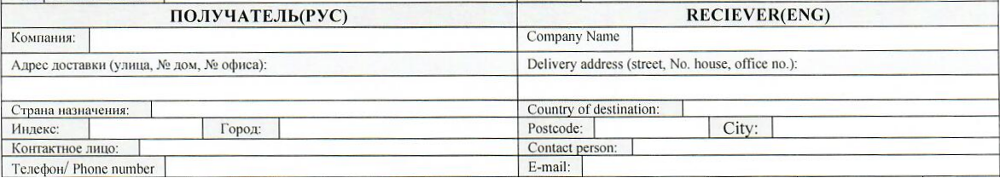 ПОЛУЧАТЕЛЬ(РУС) RECIEVER(ENG)
Компания: Company Name
Адрес доставки (улица, № дом, № офиса): Delivery address (street, No. house, office no.):
Страна назначения: Country of destination:
Индекс: Город: Postcode: City:
Контактное лицо: Contact person:
Телефон/ Phone number E-mail: